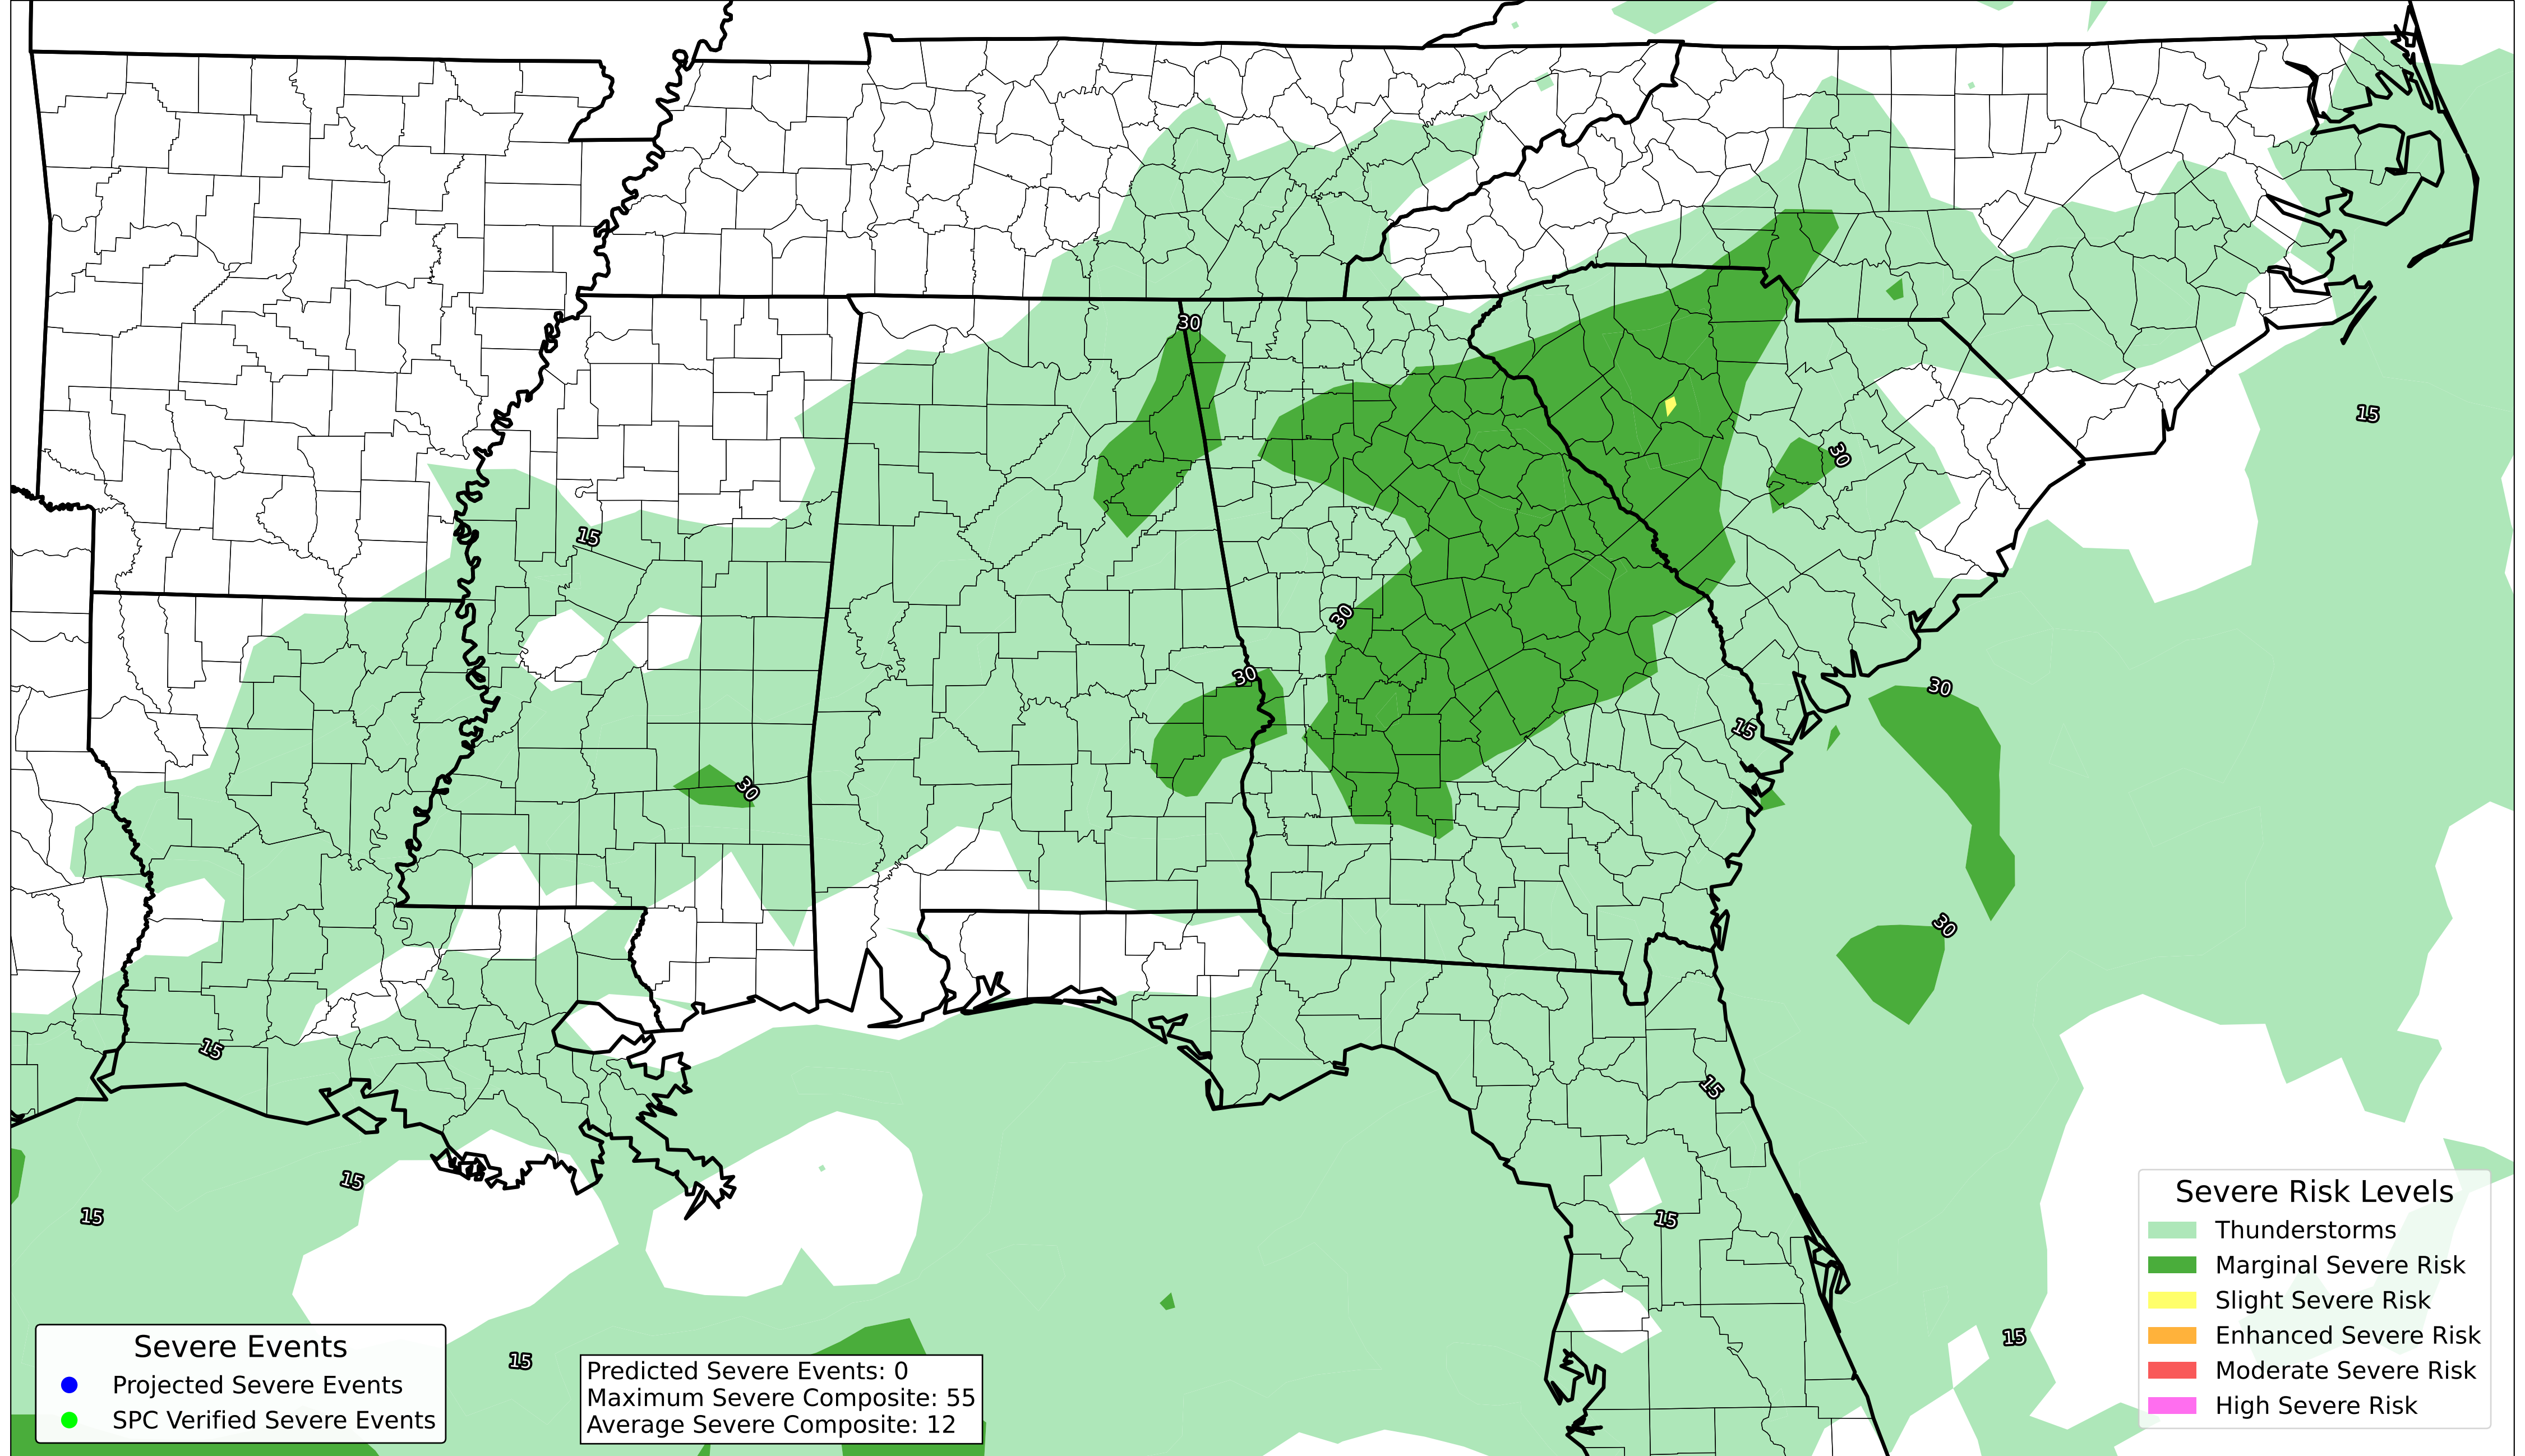 30
15
30
15
30
30
30
15
30
30
15
15
15
15
15
15
15
Severe Risk Levels
Thunderstorms
Marginal Severe Risk
Slight Severe Risk
Enhanced Severe Risk
Moderate Severe Risk
High Severe Risk
Severe Events
Projected Severe Events
SPC Verified Severe Events
Predicted Severe Events: 0
Maximum Severe Composite: 55
Average Severe Composite: 12